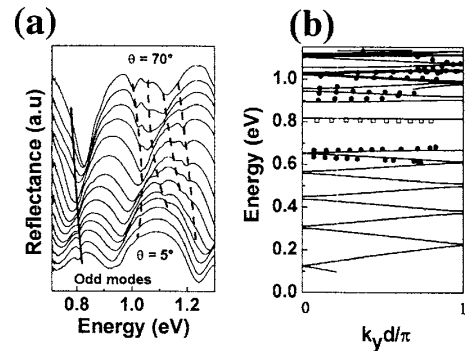 (a)
Reflectance (a.u)
θ = 70°
θ = 5°
Odd modes
0.8 1.0 1.2
Energy (eV)
(b)
Energy (eV)
1.0
0.8
0.6
0.4
0.2
0.0
0 1
k_y d/π